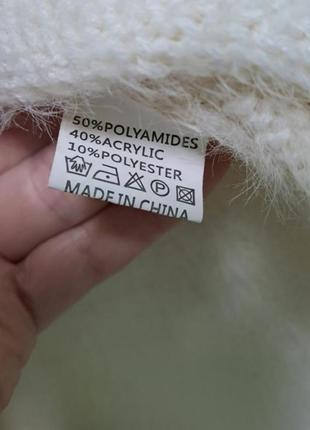 50%POLYAMIDES
40%ACRYLIC
10%POLYESTER
P
MADE IN CHINA